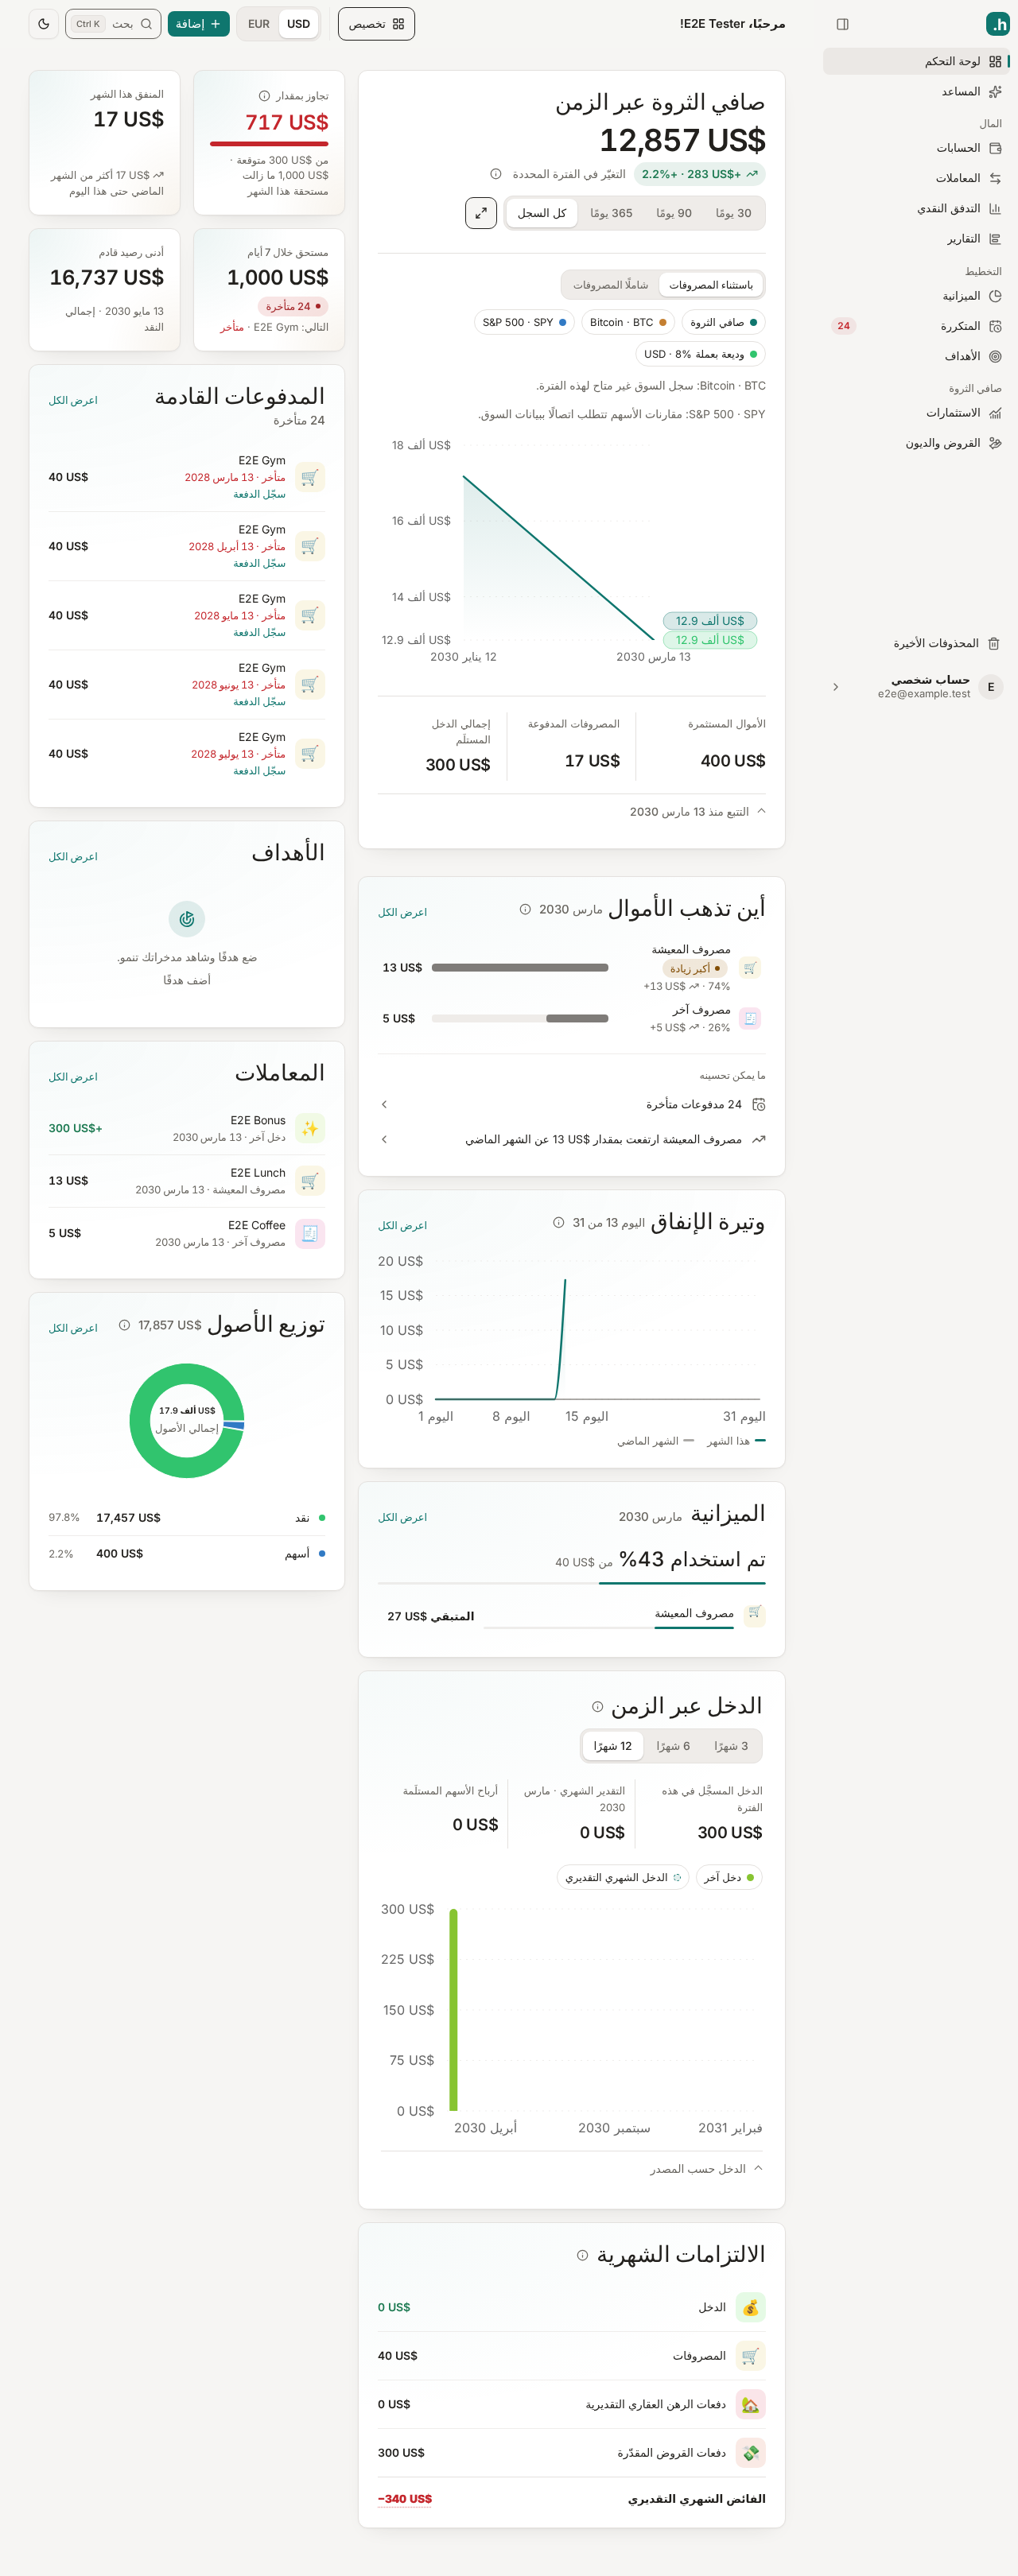 h.
لوحة التحكم
المساعد
المال
الحسابات
المعاملات
التدفق النقدي
التقارير
التخطيط
الميزانية
المتكررة
24
الأهداف
صافي الثروة
الاستثمارات
القروض والديون
المحذوفات الأخيرة
E
حساب شخصي
e2e@example.test
مرحبًا، E2E Tester!
تخصيص
USD
EUR
إضافة
بحث
Ctrl K
صافي الثروة عبر الزمن
12,857 US$
+283 US$ · +2.2%
التغيّر في الفترة المحددة
30 يومًا
90 يومًا
365 يومًا
كل السجل
باستثناء المصروفات
شاملًا المصروفات
صافي الثروة
Bitcoin · BTC
S&P 500 · SPY
وديعة بعملة USD · 8%
Bitcoin · BTC: سجل السوق غير متاح لهذه الفترة.
S&P 500 · SPY: مقارنات الأسهم تتطلب اتصالًا ببيانات السوق.
18 ألف US$
16 ألف US$
14 ألف US$
12.9 ألف US$
12.9 ألف US$
12.9 ألف US$
12 يناير 2030
13 مارس 2030
الأموال المستثمرة
400 US$
المصروفات المدفوعة
17 US$
إجمالي الدخل
المستلَم
300 US$
التتبع منذ 13 مارس 2030
تجاوز بمقدار
717 US$
من 300 US$ متوقعة ·
1,000 US$ ما زالت
مستحقة هذا الشهر
المنفق هذا الشهر
17 US$
17 US$ أكثر من الشهر
الماضي حتى هذا اليوم
مستحق خلال 7 أيام
1,000 US$
24 متأخرة
التالي: E2E Gym · متأخر
أدنى رصيد قادم
16,737 US$
13 مايو 2030 · إجمالي
النقد
المدفوعات القادمة
24 متأخرة
اعرض الكل
E2E Gym
متأخر · 13 مارس 2028
سجّل الدفعة
40 US$
E2E Gym
متأخر · 13 أبريل 2028
سجّل الدفعة
40 US$
E2E Gym
متأخر · 13 مايو 2028
سجّل الدفعة
40 US$
E2E Gym
متأخر · 13 يونيو 2028
سجّل الدفعة
40 US$
E2E Gym
متأخر · 13 يوليو 2028
سجّل الدفعة
40 US$
الأهداف
اعرض الكل
ضع هدفًا وشاهد مدخراتك تنمو.
أضف هدفًا
المعاملات
اعرض الكل
E2E Bonus
دخل آخر · 13 مارس 2030
+300 US$
E2E Lunch
مصروف المعيشة · 13 مارس 2030
13 US$
E2E Coffee
مصروف آخر · 13 مارس 2030
5 US$
توزيع الأصول
17,857 US$
اعرض الكل
17.9 ألف US$
إجمالي الأصول
نقد
17,457 US$
97.8%
أسهم
400 US$
2.2%
أين تذهب الأموال
مارس 2030
اعرض الكل
مصروف المعيشة
أكبر زيادة
74% · +13 US$
13 US$
مصروف آخر
26% · +5 US$
5 US$
ما يمكن تحسينه
24 مدفوعات متأخرة
مصروف المعيشة ارتفعت بمقدار 13 US$ عن الشهر الماضي
وتيرة الإنفاق
اليوم 13 من 31
اعرض الكل
20 US$
15 US$
10 US$
5 US$
0 US$
اليوم 1
اليوم 8
اليوم 15
اليوم 31
هذا الشهر
الشهر الماضي
الميزانية
مارس 2030
اعرض الكل
تم استخدام 43%
من 40 US$
مصروف المعيشة
المتبقي 27 US$
الدخل عبر الزمن
3 شهرًا
6 شهرًا
12 شهرًا
الدخل المسجَّل في هذه
الفترة
300 US$
التقدير الشهري · مارس
2030
0 US$
أرباح الأسهم المستلَمة
0 US$
دخل آخر
الدخل الشهري التقديري
300 US$
225 US$
150 US$
75 US$
0 US$
أبريل 2030
سبتمبر 2030
فبراير 2031
الدخل حسب المصدر
الالتزامات الشهرية
الدخل
0 US$
المصروفات
40 US$
دفعات الرهن العقاري التقديرية
0 US$
دفعات القروض المقدّرة
300 US$
الفائض الشهري التقديري
−340 US$